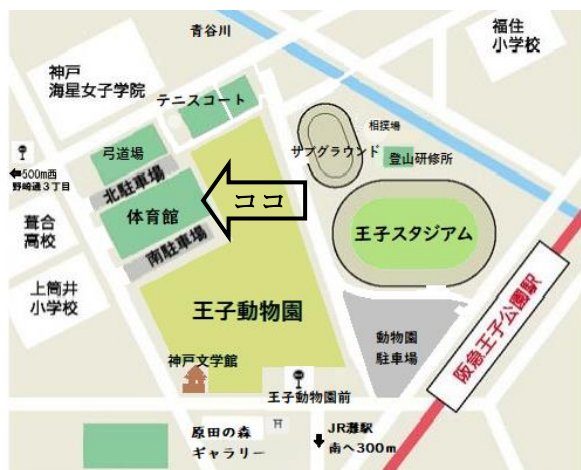 青谷川
福住
小学校
神戸
海星女子学院
テニスコート
相撲場
サブグラウンド
登山研修所
弓道場
←500m西
野崎通3丁目
北駐車場
体育館
ココ
葺合
高校
南駐車場
王子スタジアム
上筒井
小学校
王子動物園
動物園
駐車場
阪急王子公園駅
神戸文学館
王子動物園前
原田の森
ギャラリー
JR灘駅
南へ300m